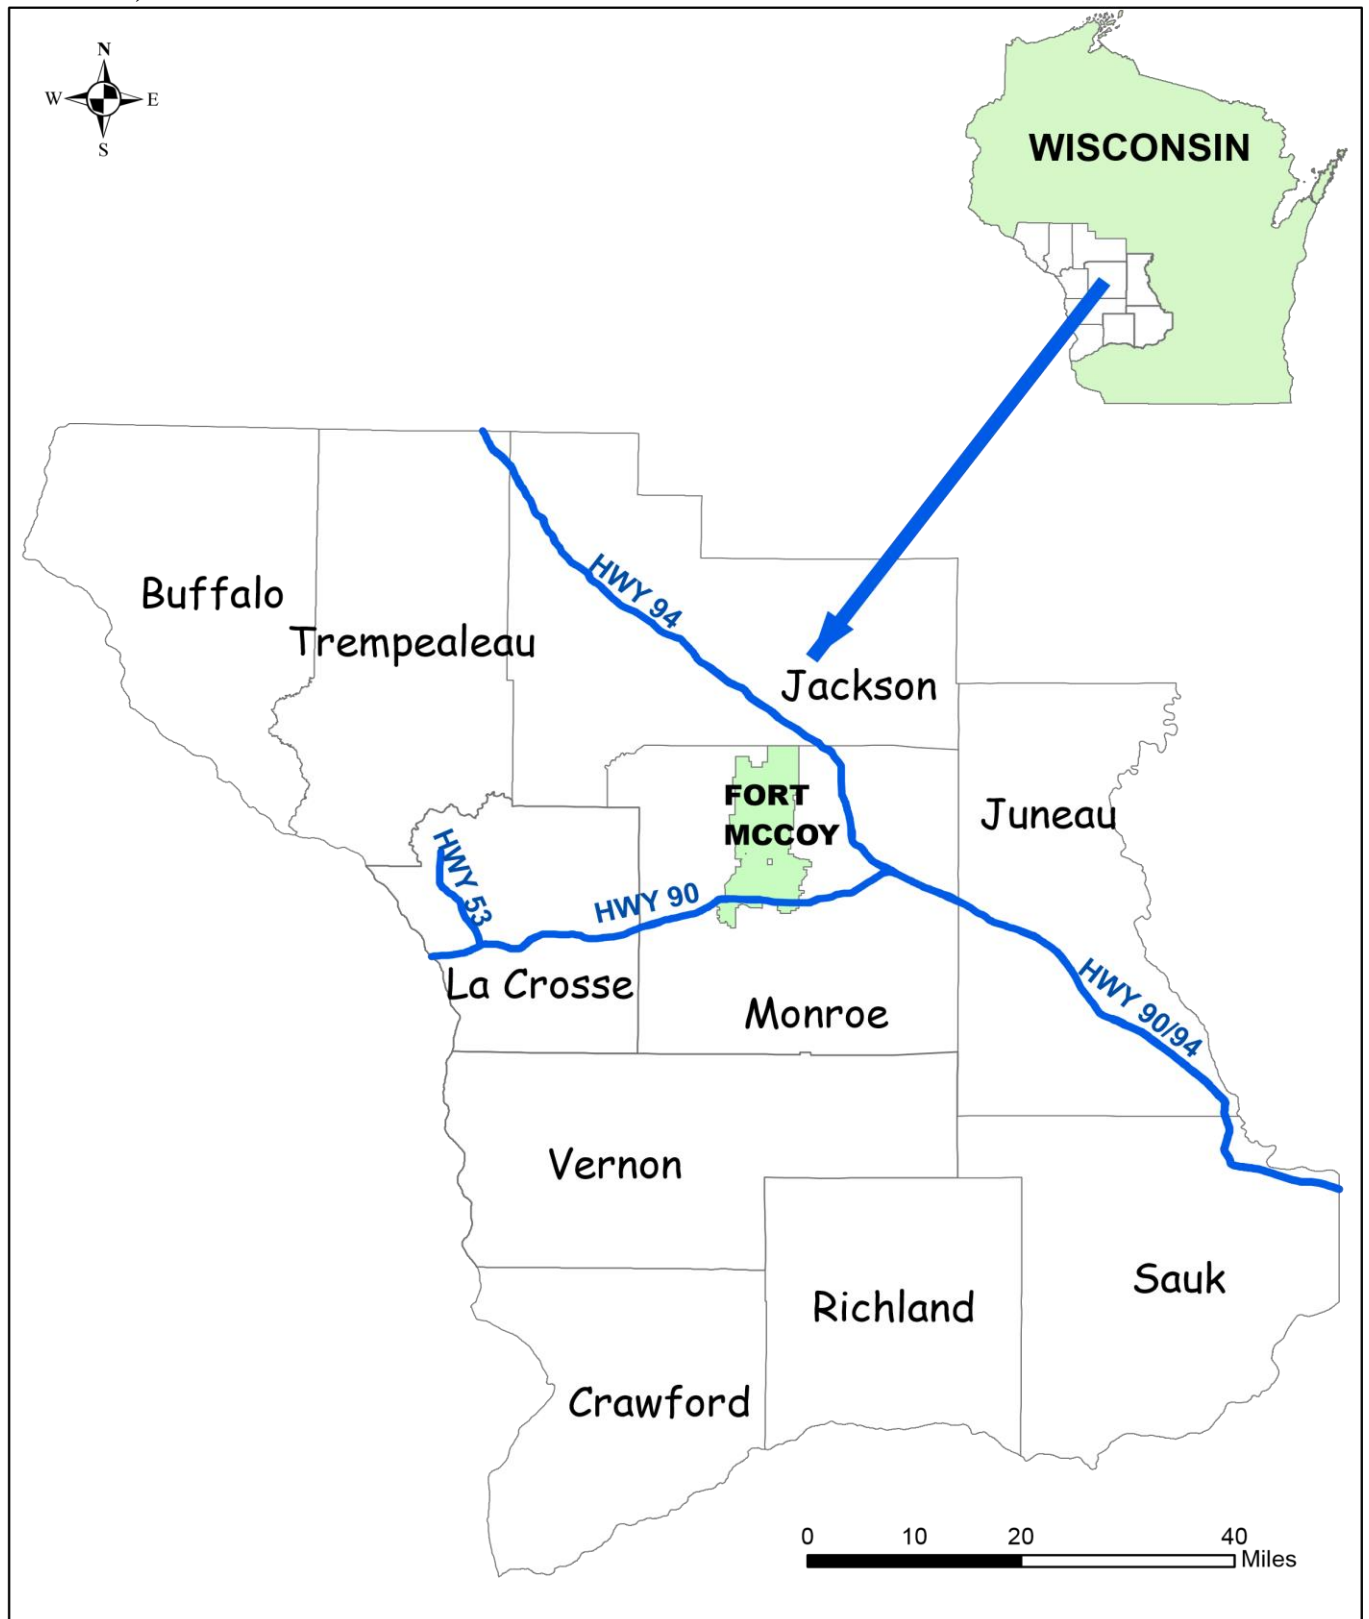 N
W E
S
WISCONSIN
HWY 94
Buffalo
Trempealeau
Jackson
FORT
MCCOY
Juneau
HWY 53
HWY 90
La Crosse
Monroe
HWY 90/94
Vernon
Sauk
Richland
Crawford
0 10 20 40
Miles